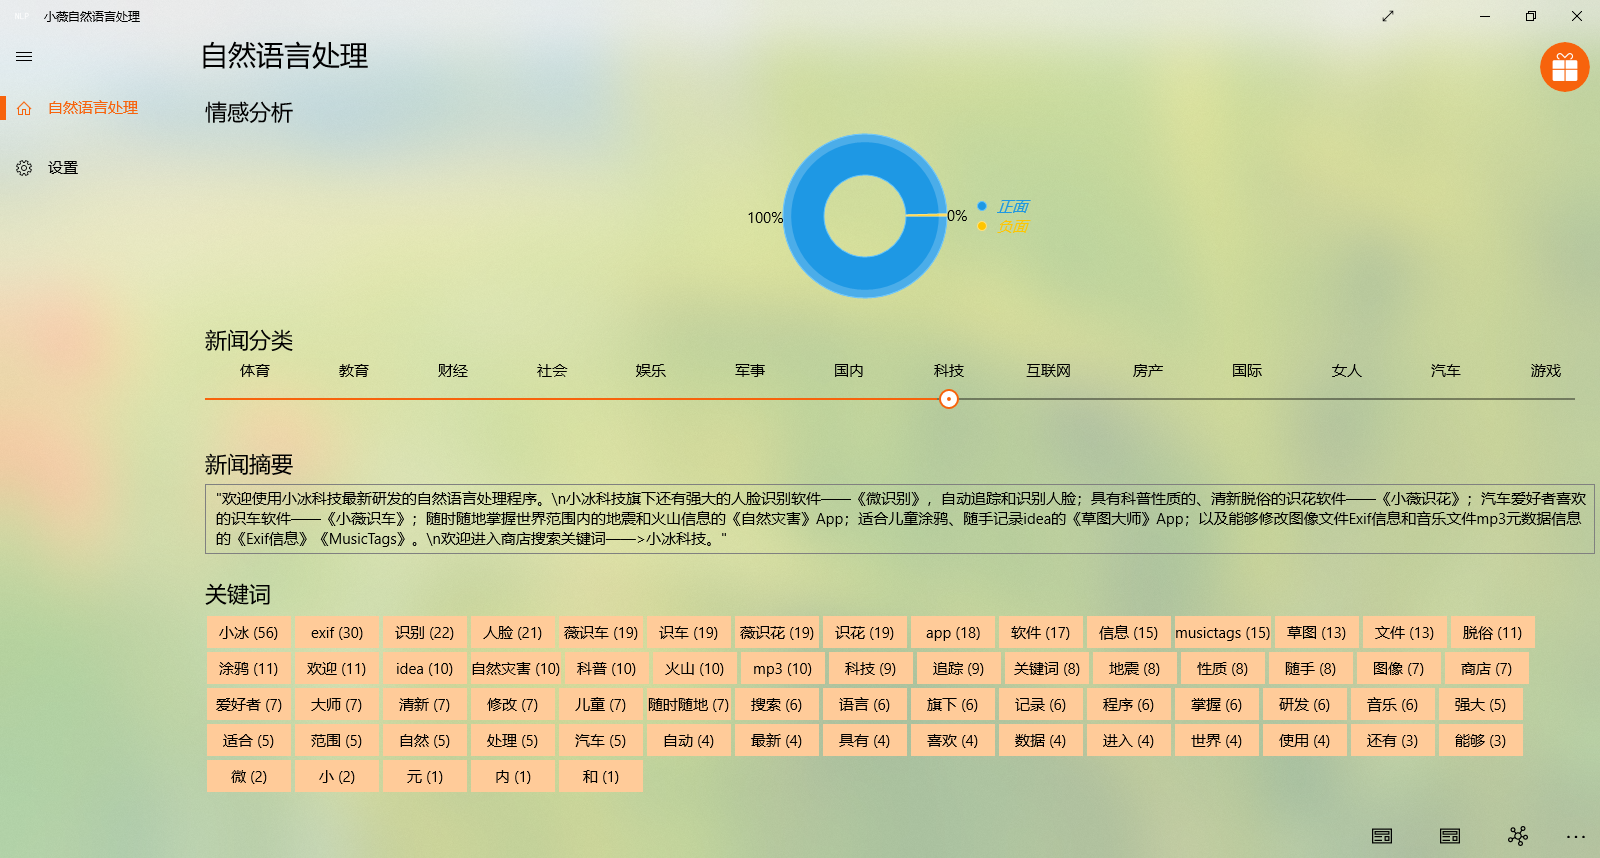 小薇自然语言处理
自然语言处理
自然语言处理
设置
情感分析
100%
0%
正面
负面
新闻分类
体育 教育 财经 社会 娱乐 军事 国内 科技 互联网 房产 国际 女人 汽车 游戏
新闻摘要
"欢迎使用小冰科技最新研发的自然语言处理程序。\n小冰科技旗下还有强大的人脸识别软件——《微识别》，自动追踪和识别人脸；具有科普性质的、清新脱俗的识花软件——《小薇识花》；汽车爱好者喜欢
的识车软件——《小薇识车》；随时随地掌握世界范围内的地震和火山信息的《自然灾害》App；适合儿童涂鸦、随手记录idea的《草图大师》App；以及能够修改图像文件Exif信息和音乐文件mp3元数据信息
的《Exif信息》《MusicTags》。\n欢迎进入商店搜索关键词——>小冰科技。"
关键词
小冰 (56) exif (30) 识别 (22) 人脸 (21) 薇识车 (19) 识车 (19) 薇识花 (19) 识花 (19) app (18) 软件 (17) 信息 (15) musictags (15) 草图 (13) 文件 (13) 脱俗 (11)
涂鸦 (11) 欢迎 (11) idea (10) 自然灾害 (10) 科普 (10) 火山 (10) mp3 (10) 科技 (9) 追踪 (9) 关键词 (8) 地震 (8) 性质 (8) 随手 (8) 图像 (7) 商店 (7)
爱好者 (7) 大师 (7) 清新 (7) 修改 (7) 儿童 (7) 随时随地 (7) 搜索 (6) 语言 (6) 旗下 (6) 记录 (6) 程序 (6) 掌握 (6) 研发 (6) 音乐 (6) 强大 (5)
适合 (5) 范围 (5) 自然 (5) 处理 (5) 汽车 (5) 自动 (4) 最新 (4) 具有 (4) 喜欢 (4) 数据 (4) 进入 (4) 世界 (4) 使用 (4) 还有 (3) 能够 (3)
微 (2) 小 (2) 元 (1) 内 (1) 和 (1)